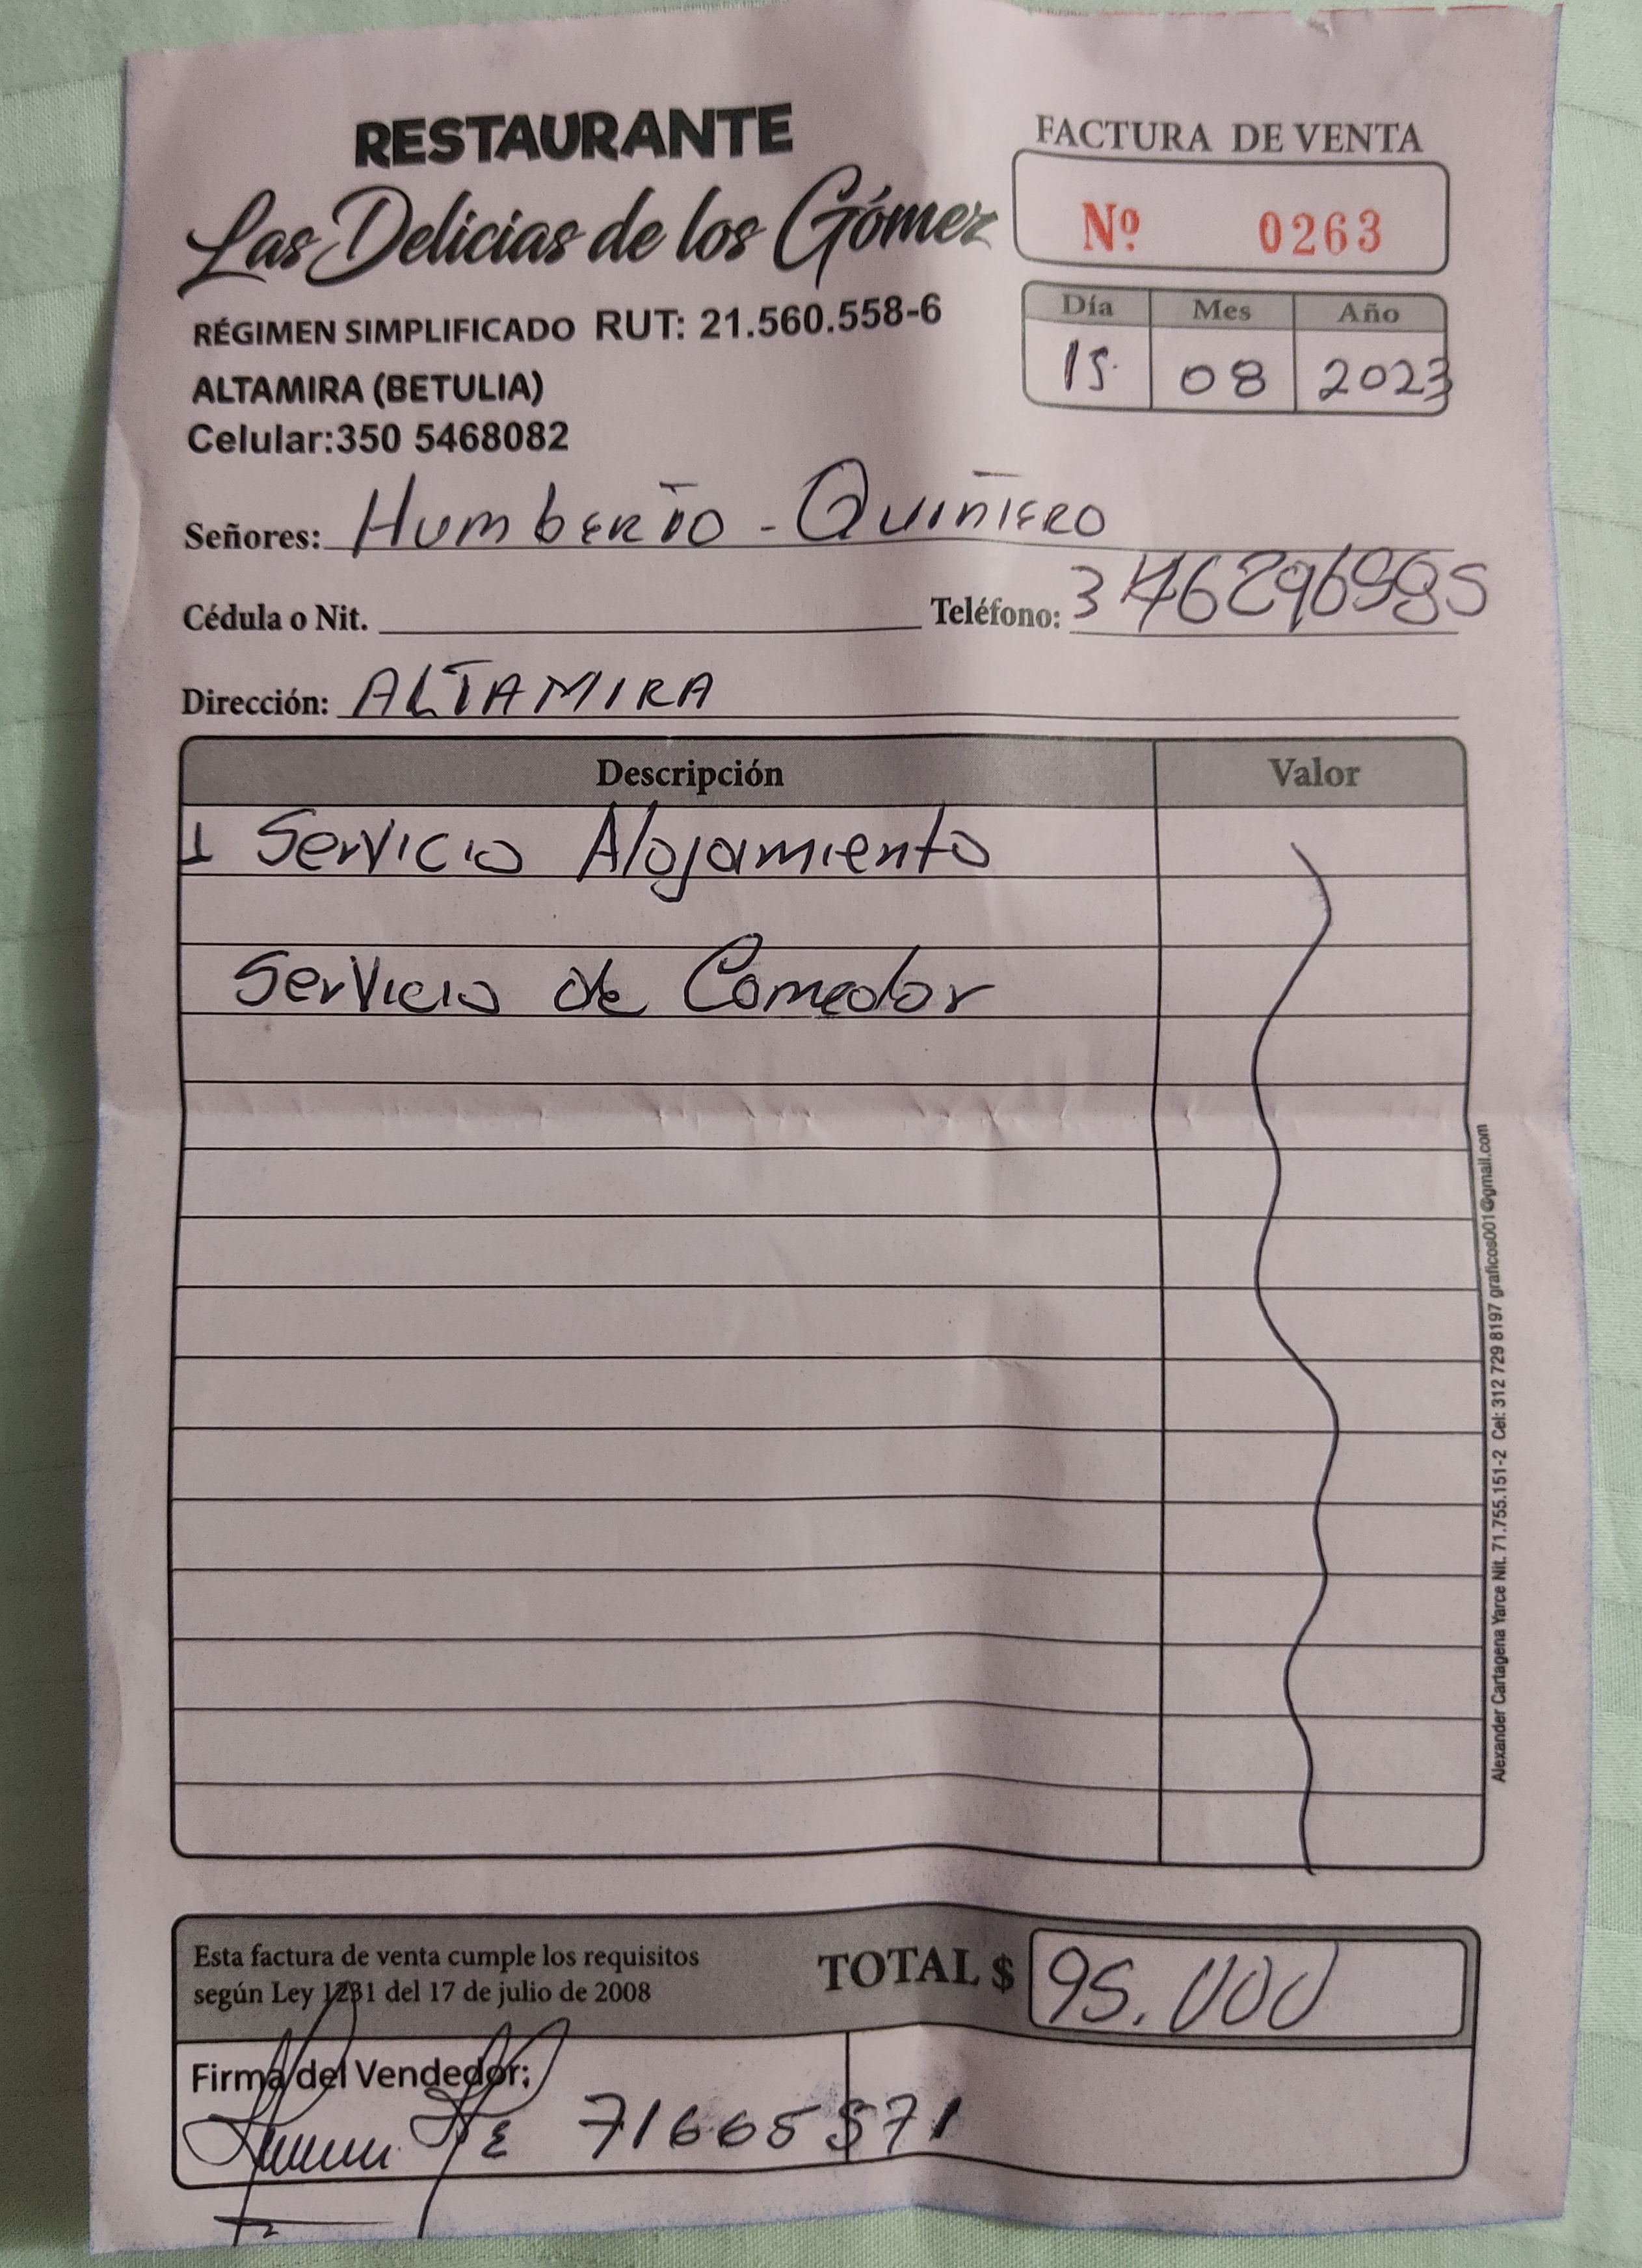 RESTAURANTE
Las Delicias de los Gómez
RÉGIMEN SIMPLIFICADO RUT: 21.560.558-6
ALTAMIRA (BETULIA)
Celular:350 5468082
FACTURA DE VENTA
Nº 0263
Día Mes Año
15 08 2023
Señores: Humberto - Quintero
Cédula o Nit. Teléfono:
Dirección: ALTAMIRA
Descripción Valor
1 Servicio Alojamiento
Servicio de Comedor
Esta factura de venta cumple los requisitos
según Ley 1231 del 17 de julio de 2008
TOTAL $ 95.000
Firma del Vendedor:
71665571
Alexander Cartagena Yarce Nit. 71.755.151-2 Cel: 312 729 8197 graficos001@gmail.com